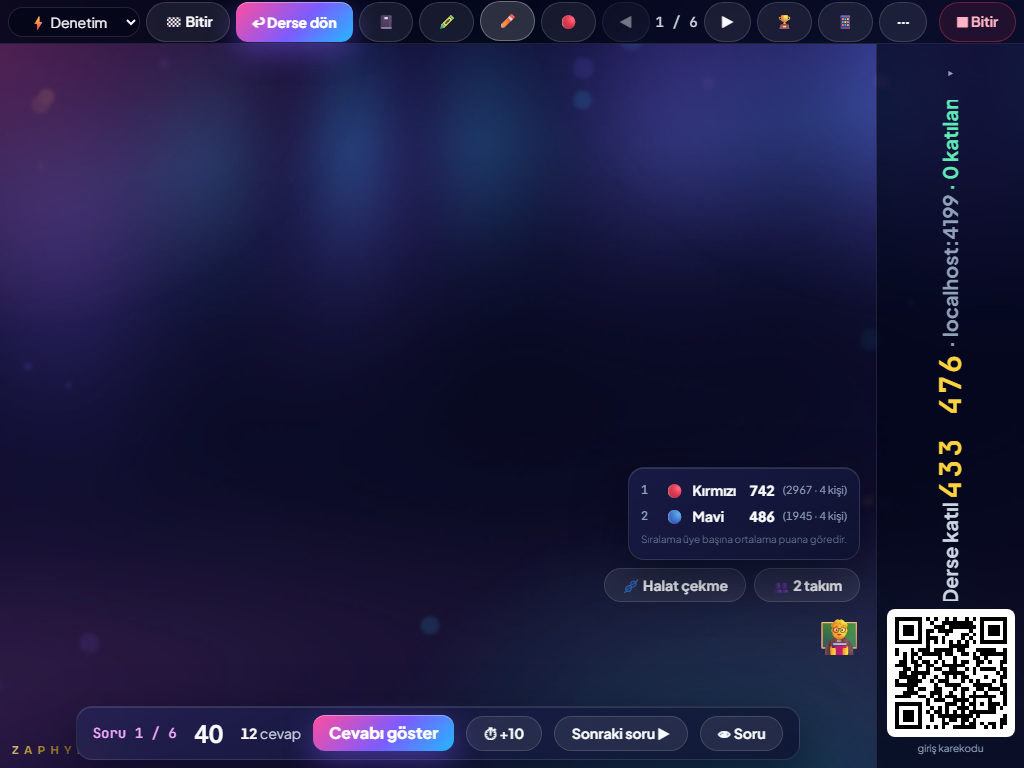 Denetim
Bitir
Derse dön
1 / 6
---
Bitir
Derse katıl 433 476 · localhost:4199 · 0 katılan
1 Kırmızı 742 (2967 · 4 kişi)
2 Mavi 486 (1945 · 4 kişi)
Sıralama üye başına ortalama puana göredir.
Halat çekme
2 takım
Soru 1 / 6
40
12 cevap
Cevabı göster
+10
Sonraki soru
Soru
giriş karekodu